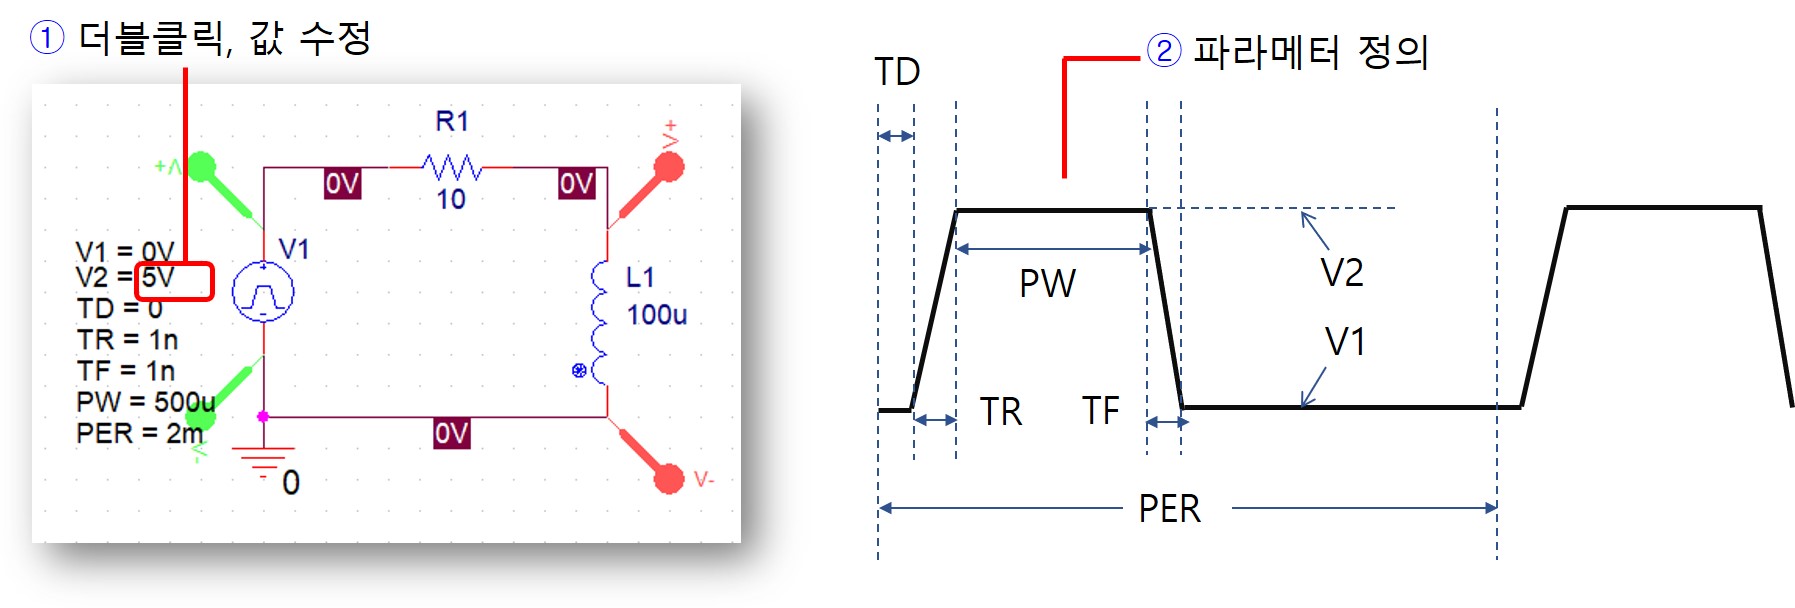 ① 더블클릭, 값 수정
② 파라메터 정의
R1
10
0V
0V
V+
V+
V1 = 0V
V2 = 5V
TD = 0
TR = 1n
TF = 1n
PW = 500u
PER = 2m
V1
+
-
L1
100u
0V
V-
V-
0
TD
PW
V2
V1
TR
TF
PER